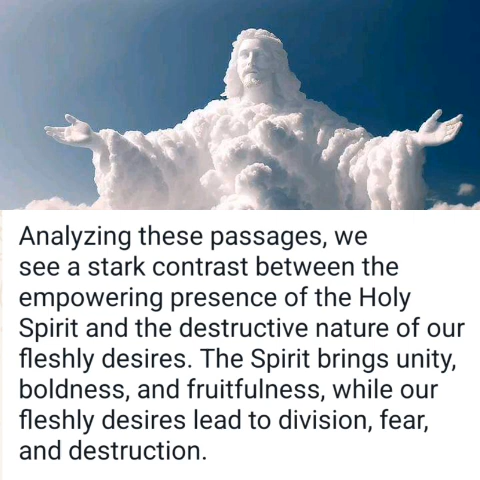 Analyzing these passages, we
see a stark contrast between the
empowering presence of the Holy
Spirit and the destructive nature of our
fleshly desires. The Spirit brings unity,
boldness, and fruitfulness, while our
fleshly desires lead to division, fear,
and destruction.